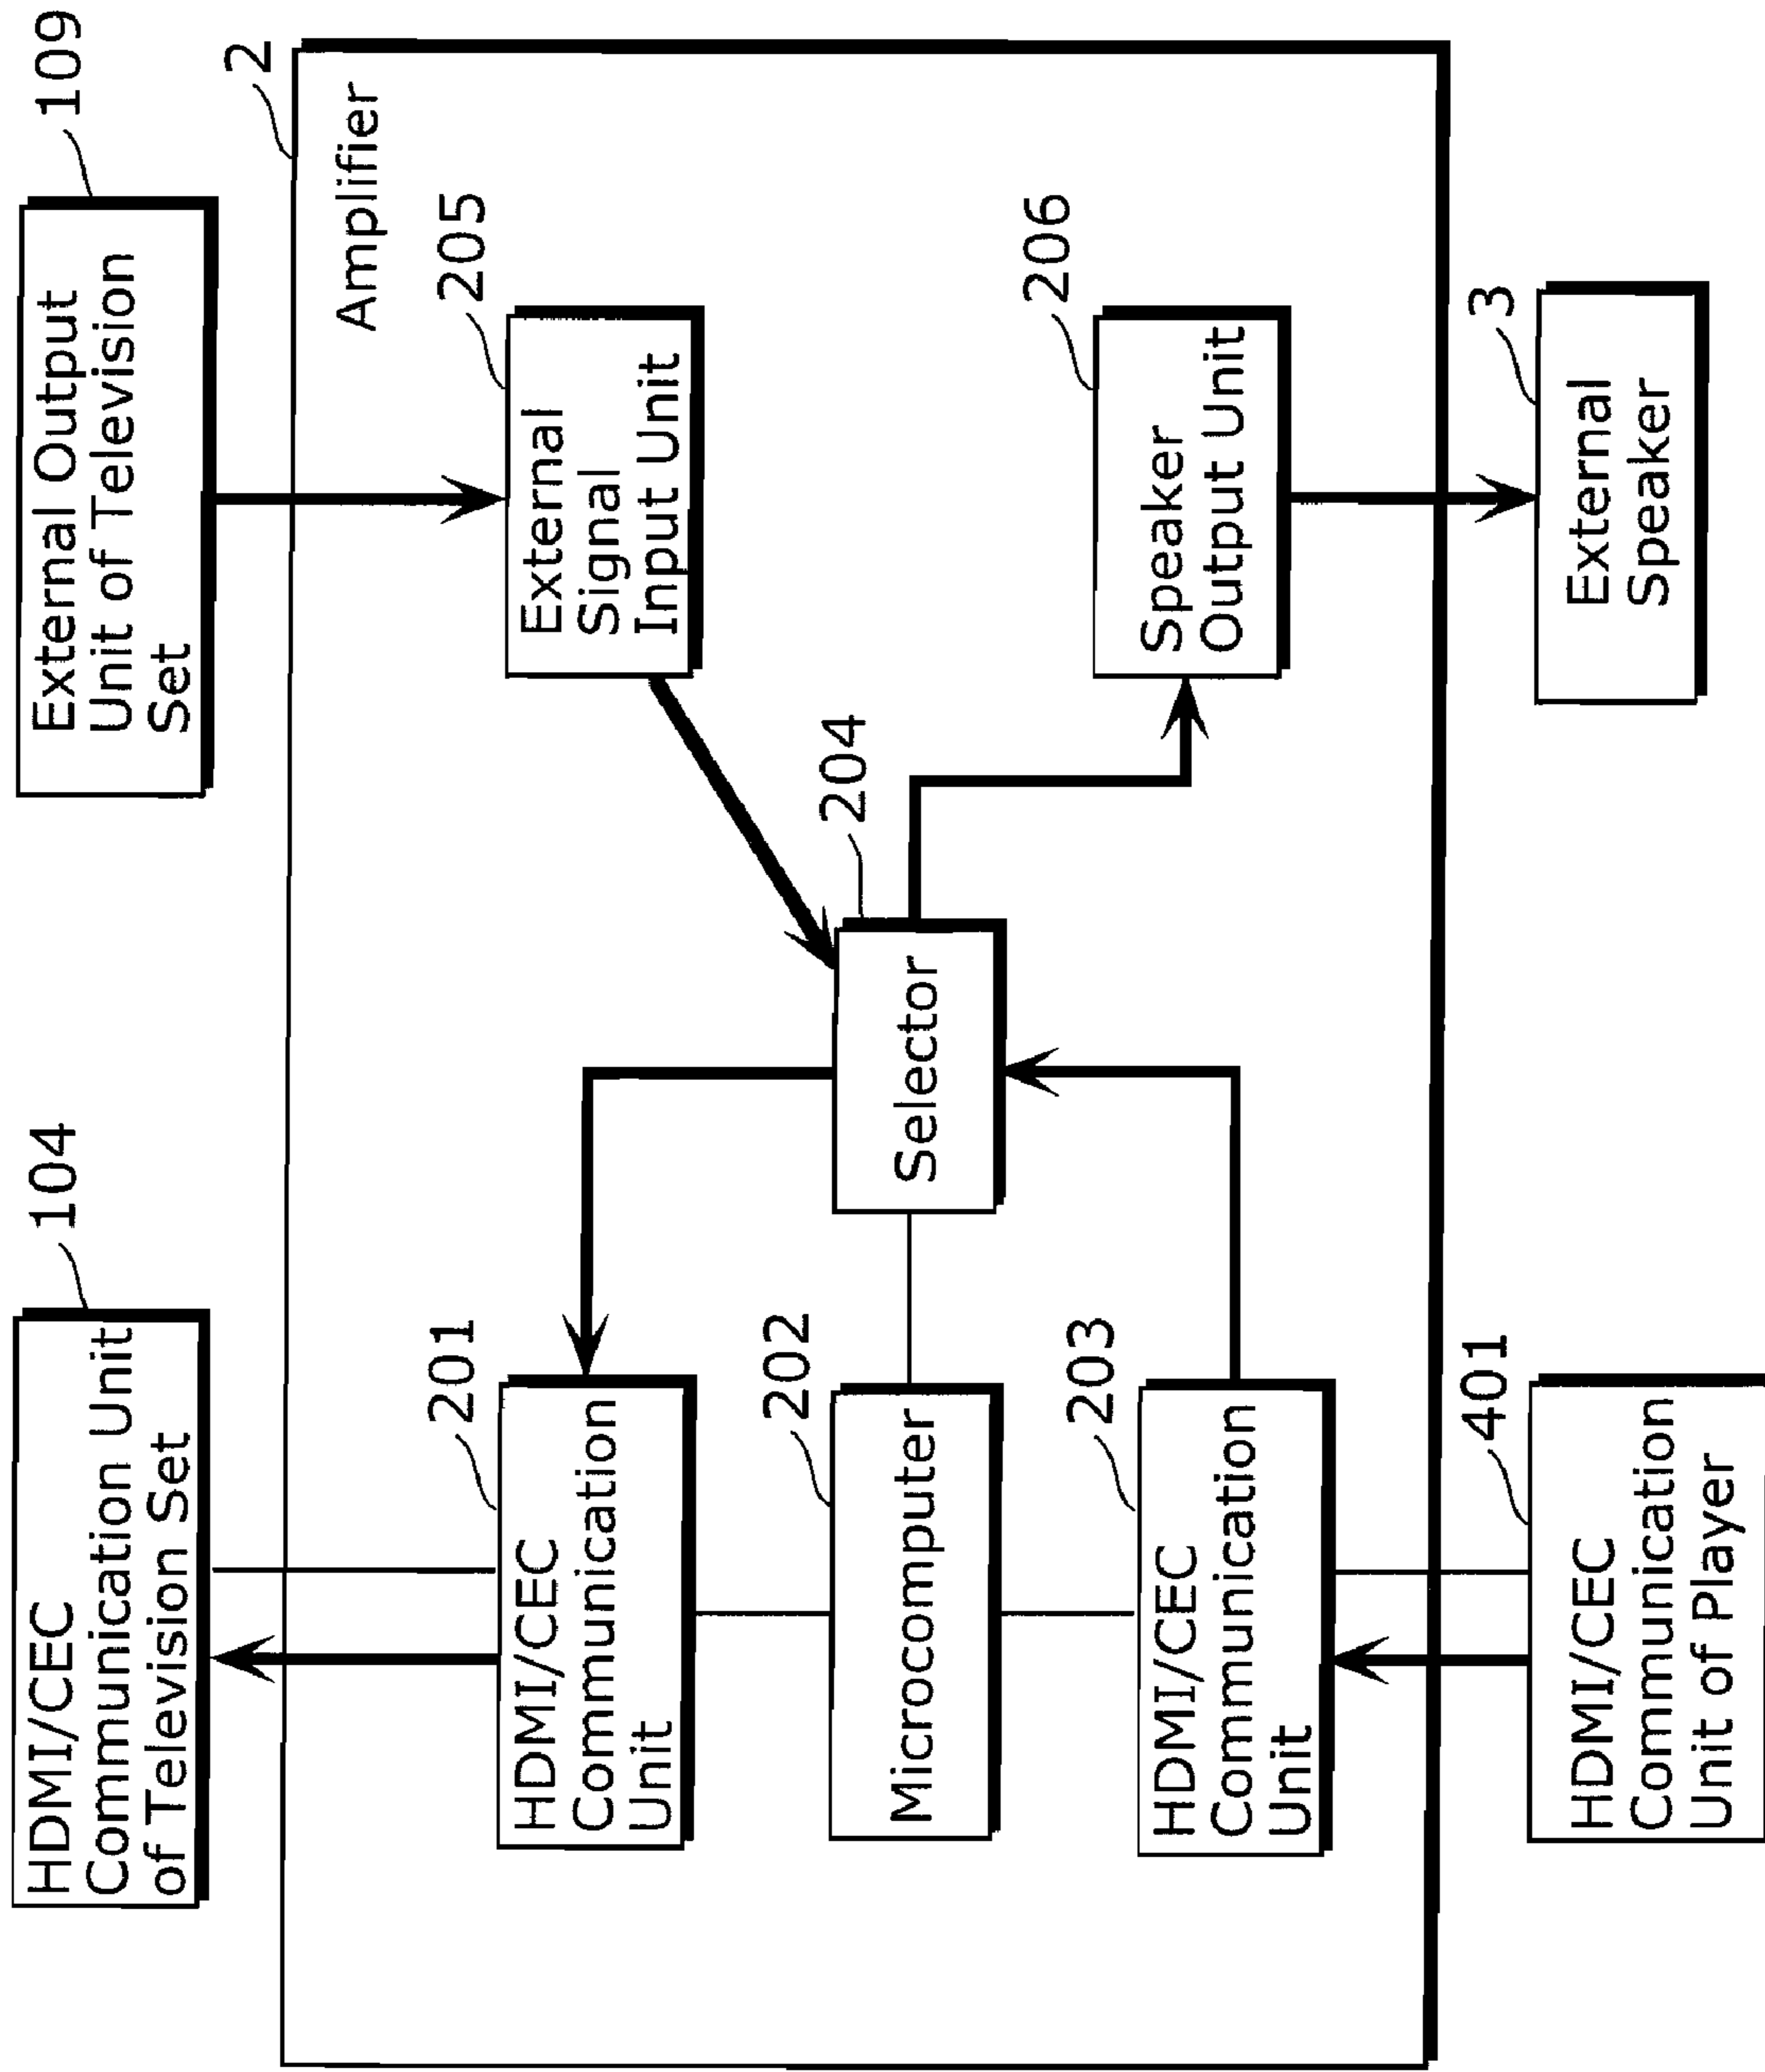 HDMI/CEC
Communication Unit
of Television Set
104
External Output
Unit of Television
Set
109
2
Amplifier
HDMI/CEC
Communication
Unit
201
External
Signal
Input Unit
205
Microcomputer
202
Selector
204
HDMI/CEC
Communication
Unit
203
Speaker
Output Unit
206
HDMI/CEC
Communication
Unit of Player
401
External
Speaker
3